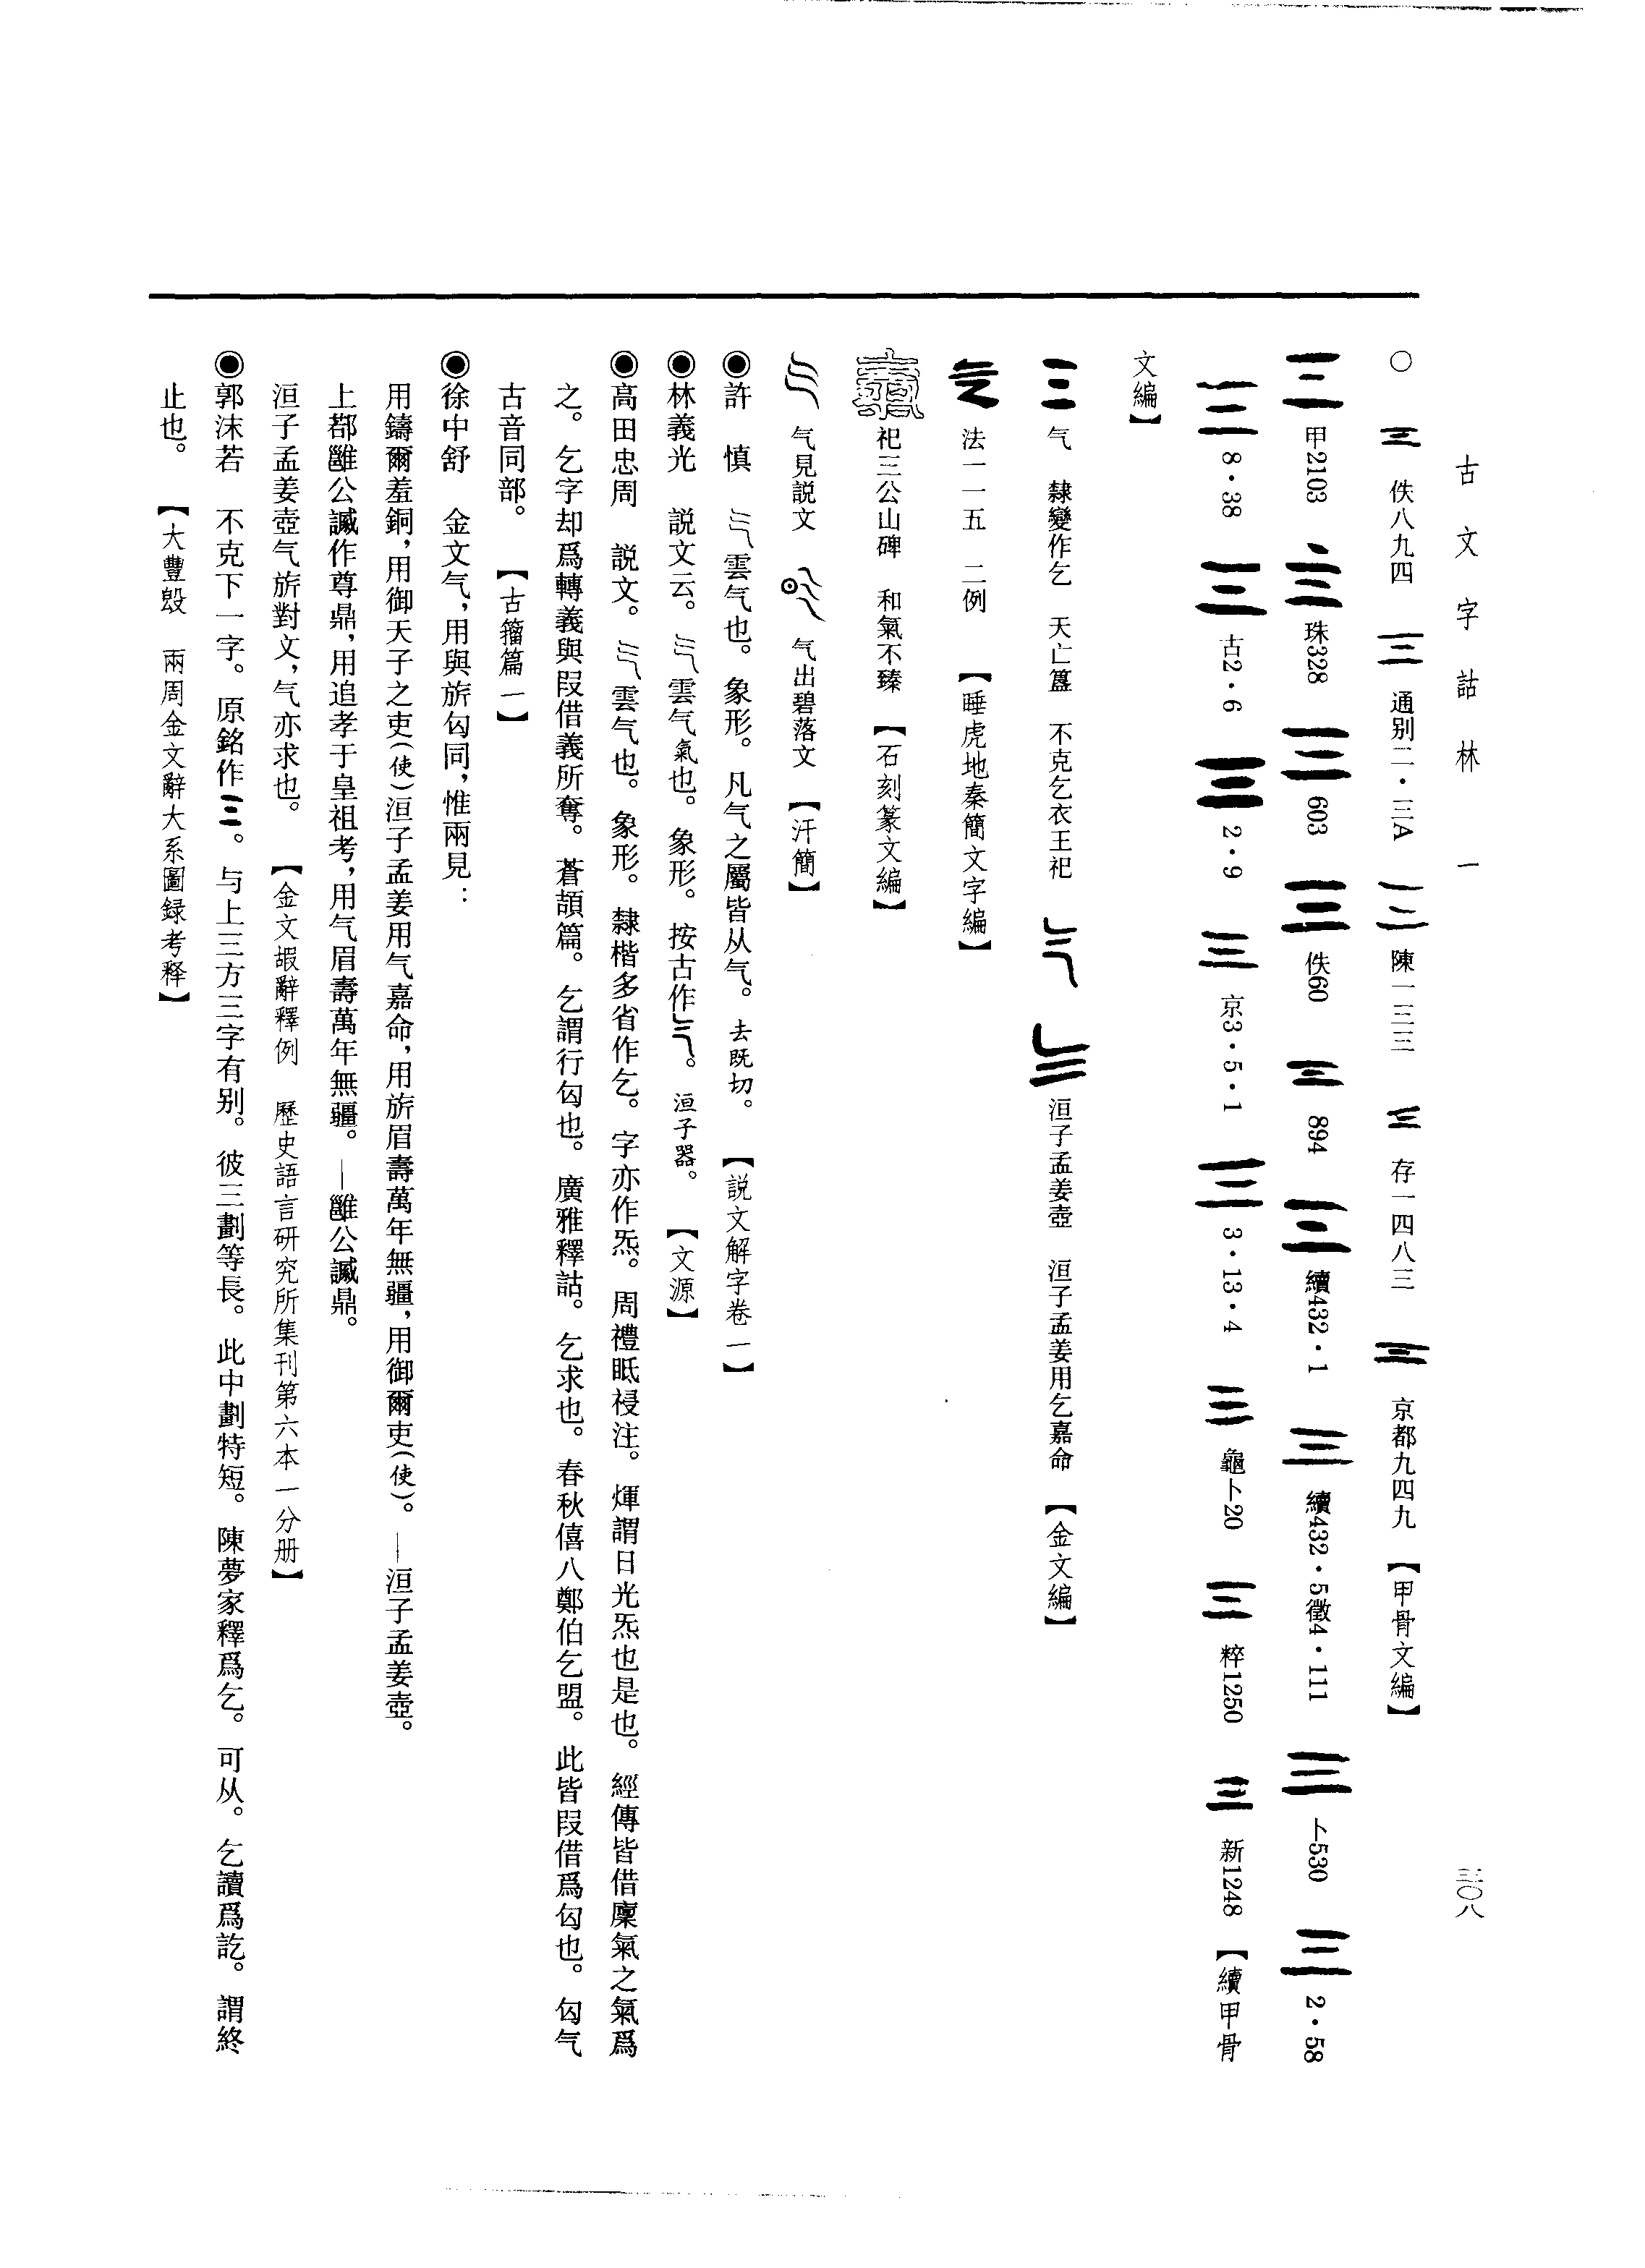 古文字詁林 一
三〇八
〇 佚八九四 通别二·三A 陳一三三 存一四八三 京都九四九 【甲骨文編】
甲2103 珠328 603 佚60 894 續432·1 續432·5徵4·111 卜530 2·58
8·38 古2·6 2·9 京3·5·1 3·13·4 龜卜20 粹1250 新1248 【續甲骨
文編】
气 隸變作乞 天亡簋 不克乞衣王祀 洹子孟姜壺 洹子孟姜用乞嘉命 【金文編】
法一一五 二例 【睡虎地秦簡文字編】
祀三公山碑 和氣不臻 【石刻篆文編】
气見説文 气出碧落文 【汗簡】
◉許 慎 气雲气也。象形。凡气之屬皆从气。去既切。 【説文解字卷一】
◉林義光 説文云。气雲气氣也。象形。按古作气。洹子器。 【文源】
◉高田忠周 説文。气雲气也。象形。隸楷多省作乞。字亦作炁。周禮眡祲注。煇謂日光炁也是也。經傳皆借廩氣之氣爲
之。乞字却爲轉義與叚借義所奪。蒼頡篇。乞謂行匃也。廣雅釋詁。乞求也。春秋僖八鄭伯乞盟。此皆叚借爲匃也。匃气
古音同部。 【古籀篇一】
◉徐中舒 金文气，用與旂匃同，惟兩見：
用鑄爾羞銅，用御天子之吏（使）洹子孟姜用气嘉命，用旂眉壽萬年無疆，用御爾吏（使）。—洹子孟姜壺。
上都雝公諴作尊鼎，用追孝于皇祖考，用气眉壽萬年無疆。—雝公諴鼎。
洹子孟姜壺气旂對文，气亦求也。 【金文嘏辭釋例 歷史語言研究所集刊第六本一分册】
◉郭沫若 不克下一字。原銘作三。与上三方三字有别。彼三劃等長。此中劃特短。陳夢家釋爲乞。可从。乞讀爲訖。謂終
止也。 【大豐𣪘 兩周金文辭大系圖録考释】